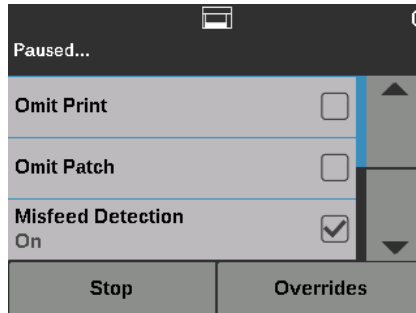 Paused...
Omit Print
Omit Patch
Misfeed Detection
On
Stop
Overrides